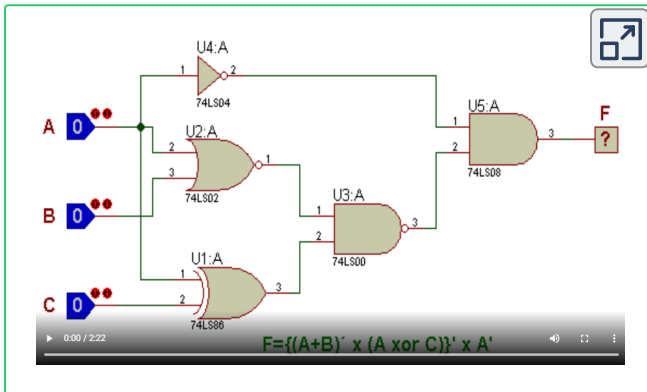 U4:A
1 2
74LS04
U5:A
F
1
2
3
?
74LS08
A 0
U2:A
2
3
1
74LS02
B 0
U3:A
1
2
3
74LS00
U1:A
1
2
3
C 0
74LS86
F={(A+B)´ x (A xor C)}' x A'
0:00 / 2:22